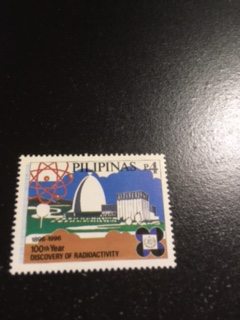 PILIPINAS P4
1896-1996
100th Year
DISCOVERY OF RADIOACTIVITY